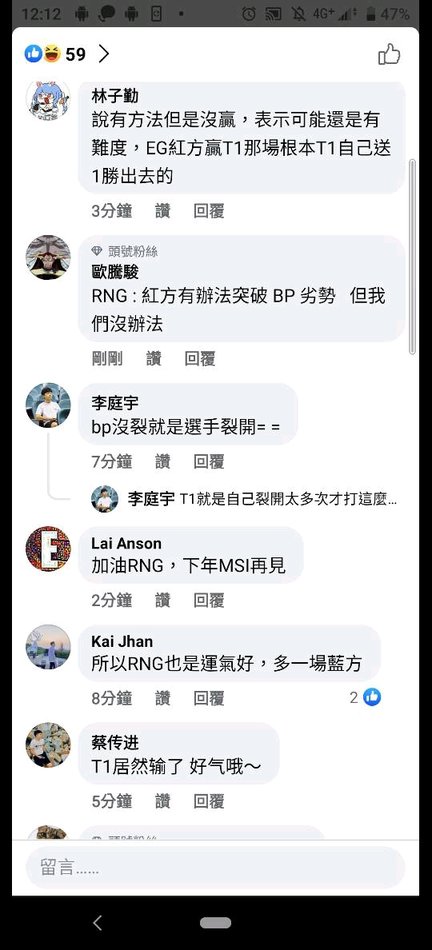 12:12
4G+
47%
59
林子勤
說有方法但是沒贏，表示可能還是有
難度，EG紅方贏T1那場根本T1自己送
1勝出去的
3分鐘 讚 回覆
頭號粉絲
歐騰駿
RNG : 紅方有辦法突破 BP 劣勢 但我
們沒辦法
剛剛 讚 回覆
李庭宇
bp沒裂就是選手裂開= =
7分鐘 讚 回覆
李庭宇 T1就是自己裂開太多次才打這麼...
Lai Anson
加油RNG，下年MSI再見
2分鐘 讚 回覆
Kai Jhan
所以RNG也是運氣好，多一場藍方
8分鐘 讚 回覆 2
蔡传进
T1居然输了 好气哦～
5分鐘 讚 回覆
留言......